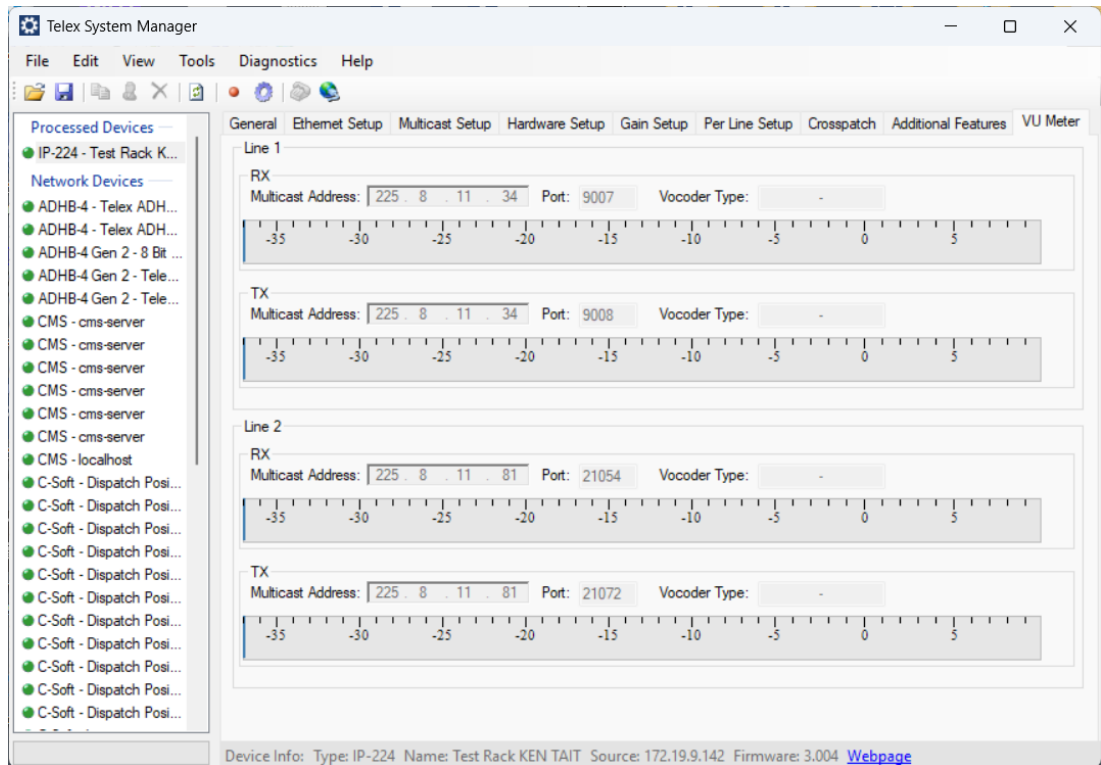 Telex System Manager
File Edit View Tools Diagnostics Help
Processed Devices
IP-224 - Test Rack K...
Network Devices
ADHB-4 - Telex ADH...
ADHB-4 - Telex ADH...
ADHB-4 Gen 2 - 8 Bit ...
ADHB-4 Gen 2 - Tele...
ADHB-4 Gen 2 - Tele...
CMS - cms-server
CMS - cms-server
CMS - cms-server
CMS - cms-server
CMS - cms-server
CMS - cms-server
CMS - localhost
C-Soft - Dispatch Posi...
C-Soft - Dispatch Posi...
C-Soft - Dispatch Posi...
C-Soft - Dispatch Posi...
C-Soft - Dispatch Posi...
C-Soft - Dispatch Posi...
C-Soft - Dispatch Posi...
C-Soft - Dispatch Posi...
C-Soft - Dispatch Posi...
C-Soft - Dispatch Posi...
C-Soft - Dispatch Posi...
General Ethernet Setup Multicast Setup Hardware Setup Gain Setup Per Line Setup Crosspatch Additional Features VU Meter
Line 1
RX
Multicast Address: 225 . 8 . 11 . 34 Port: 9007 Vocoder Type: -
-35 -30 -25 -20 -15 -10 -5 0 5
TX
Multicast Address: 225 . 8 . 11 . 34 Port: 9008 Vocoder Type: -
-35 -30 -25 -20 -15 -10 -5 0 5
Line 2
RX
Multicast Address: 225 . 8 . 11 . 81 Port: 21054 Vocoder Type: -
-35 -30 -25 -20 -15 -10 -5 0 5
TX
Multicast Address: 225 . 8 . 11 . 81 Port: 21072 Vocoder Type: -
-35 -30 -25 -20 -15 -10 -5 0 5
Device Info: Type: IP-224 Name: Test Rack KEN TAIT Source: 172.19.9.142 Firmware: 3.004 Webpage